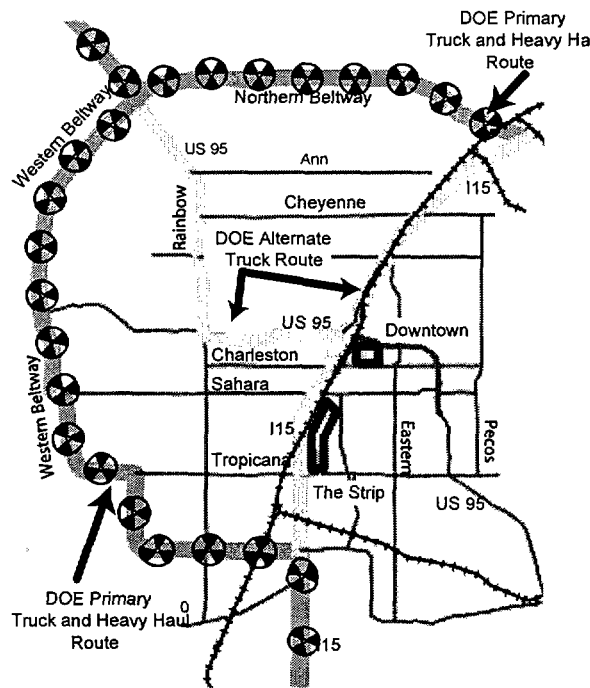 DOE Primary
Truck and Heavy Ha
Route
Northern Beltway
Western Beltway
US 95
Ann
I15
Cheyenne
Rainbow
DOE Alternate
Truck Route
US 95
Downtown
Charleston
Sahara
Western Beltway
I15
Tropicana
Eastern
Pecos
The Strip
US 95
DOE Primary
Truck and Heavy Haul
Route
0
I15